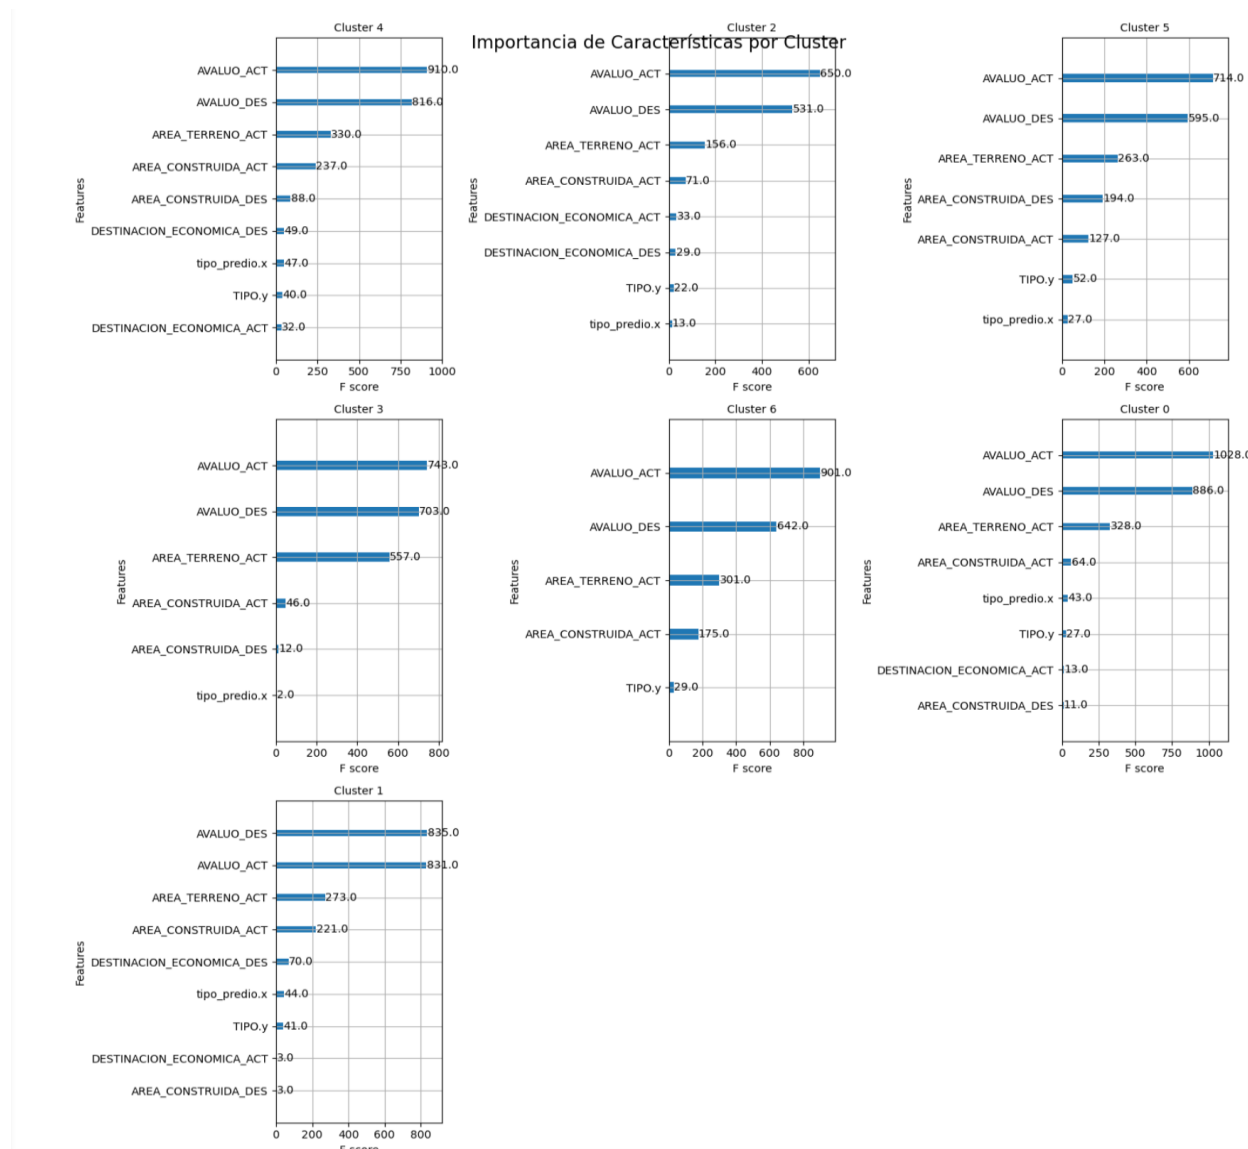 Importancia de Características por Cluster
Cluster 4
Features
AVALUO_ACT 910.0
AVALUO_DES 816.0
AREA_TERRENO_ACT 330.0
AREA_CONSTRUIDA_ACT 237.0
AREA_CONSTRUIDA_DES 88.0
DESTINACION_ECONOMICA_DES 49.0
tipo_predio.x 47.0
TIPO.y 40.0
DESTINACION_ECONOMICA_ACT 32.0
0 250 500 750 1000
F score
Cluster 2
Features
AVALUO_ACT 650.0
AVALUO_DES 531.0
AREA_TERRENO_ACT 156.0
AREA_CONSTRUIDA_ACT 71.0
DESTINACION_ECONOMICA_ACT 33.0
DESTINACION_ECONOMICA_DES 29.0
TIPO.y 22.0
tipo_predio.x 13.0
0 200 400 600
F score
Cluster 5
Features
AVALUO_ACT 714.0
AVALUO_DES 595.0
AREA_TERRENO_ACT 263.0
AREA_CONSTRUIDA_DES 194.0
AREA_CONSTRUIDA_ACT 127.0
TIPO.y 52.0
tipo_predio.x 27.0
0 200 400 600
F score
Cluster 3
Features
AVALUO_ACT 743.0
AVALUO_DES 703.0
AREA_TERRENO_ACT 557.0
AREA_CONSTRUIDA_ACT 46.0
AREA_CONSTRUIDA_DES 12.0
tipo_predio.x 2.0
0 200 400 600 800
F score
Cluster 6
Features
AVALUO_ACT 901.0
AVALUO_DES 642.0
AREA_TERRENO_ACT 301.0
AREA_CONSTRUIDA_ACT 175.0
TIPO.y 29.0
0 200 400 600 800
F score
Cluster 0
Features
AVALUO_ACT 1028.0
AVALUO_DES 886.0
AREA_TERRENO_ACT 328.0
AREA_CONSTRUIDA_ACT 64.0
tipo_predio.x 43.0
TIPO.y 27.0
DESTINACION_ECONOMICA_ACT 13.0
AREA_CONSTRUIDA_DES 11.0
0 250 500 750 1000
F score
Cluster 1
Features
AVALUO_DES 835.0
AVALUO_ACT 831.0
AREA_TERRENO_ACT 273.0
AREA_CONSTRUIDA_ACT 221.0
DESTINACION_ECONOMICA_DES 70.0
tipo_predio.x 44.0
TIPO.y 41.0
DESTINACION_ECONOMICA_ACT 3.0
AREA_CONSTRUIDA_DES 3.0
0 200 400 600 800
F score